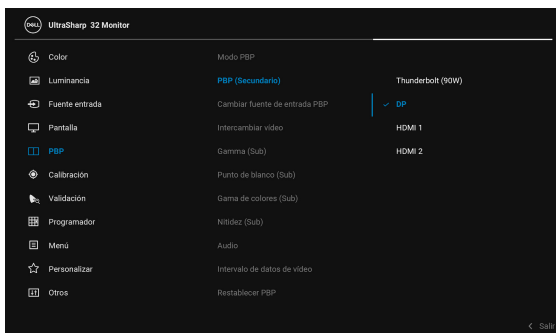 DELL UltraSharp 32 Monitor
Color
Modo PBP
Luminancia
PBP (Secundario)
Thunderbolt (90W)
Fuente entrada
Cambiar fuente de entrada PBP
DP
Pantalla
Intercambiar vídeo
HDMI 1
PBP
Gamma (Sub)
HDMI 2
Calibración
Punto de blanco (Sub)
Validación
Gama de colores (Sub)
Programador
Nitidez (Sub)
Menú
Audio
Personalizar
Intervalo de datos de vídeo
Otros
Restablecer PBP
Salir